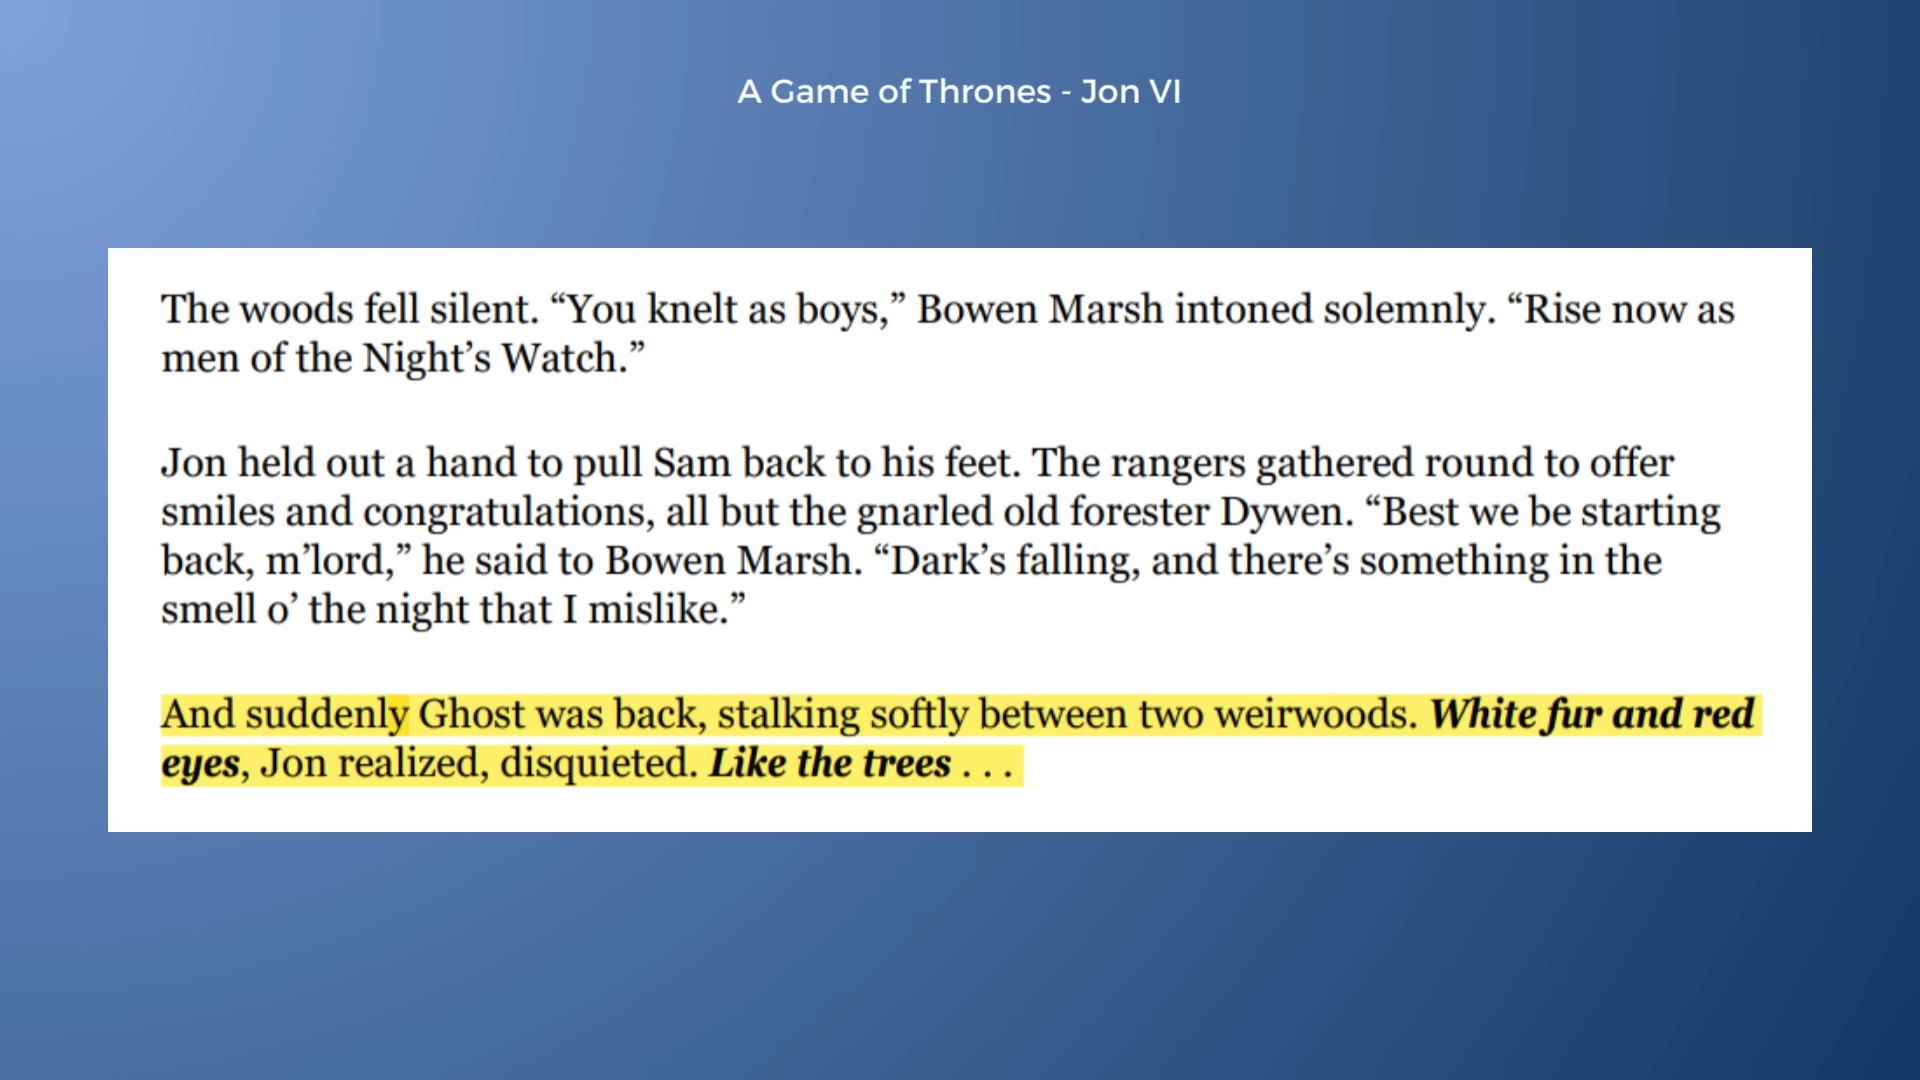 A Game of Thrones - Jon VI
The woods fell silent. “You knelt as boys,” Bowen Marsh intoned solemnly. “Rise now as
men of the Night’s Watch.”
Jon held out a hand to pull Sam back to his feet. The rangers gathered round to offer
smiles and congratulations, all but the gnarled old forester Dywen. “Best we be starting
back, m’lord,” he said to Bowen Marsh. “Dark’s falling, and there’s something in the
smell o’ the night that I mislike.”
And suddenly Ghost was back, stalking softly between two weirwoods. White fur and red
eyes, Jon realized, disquieted. Like the trees . . .